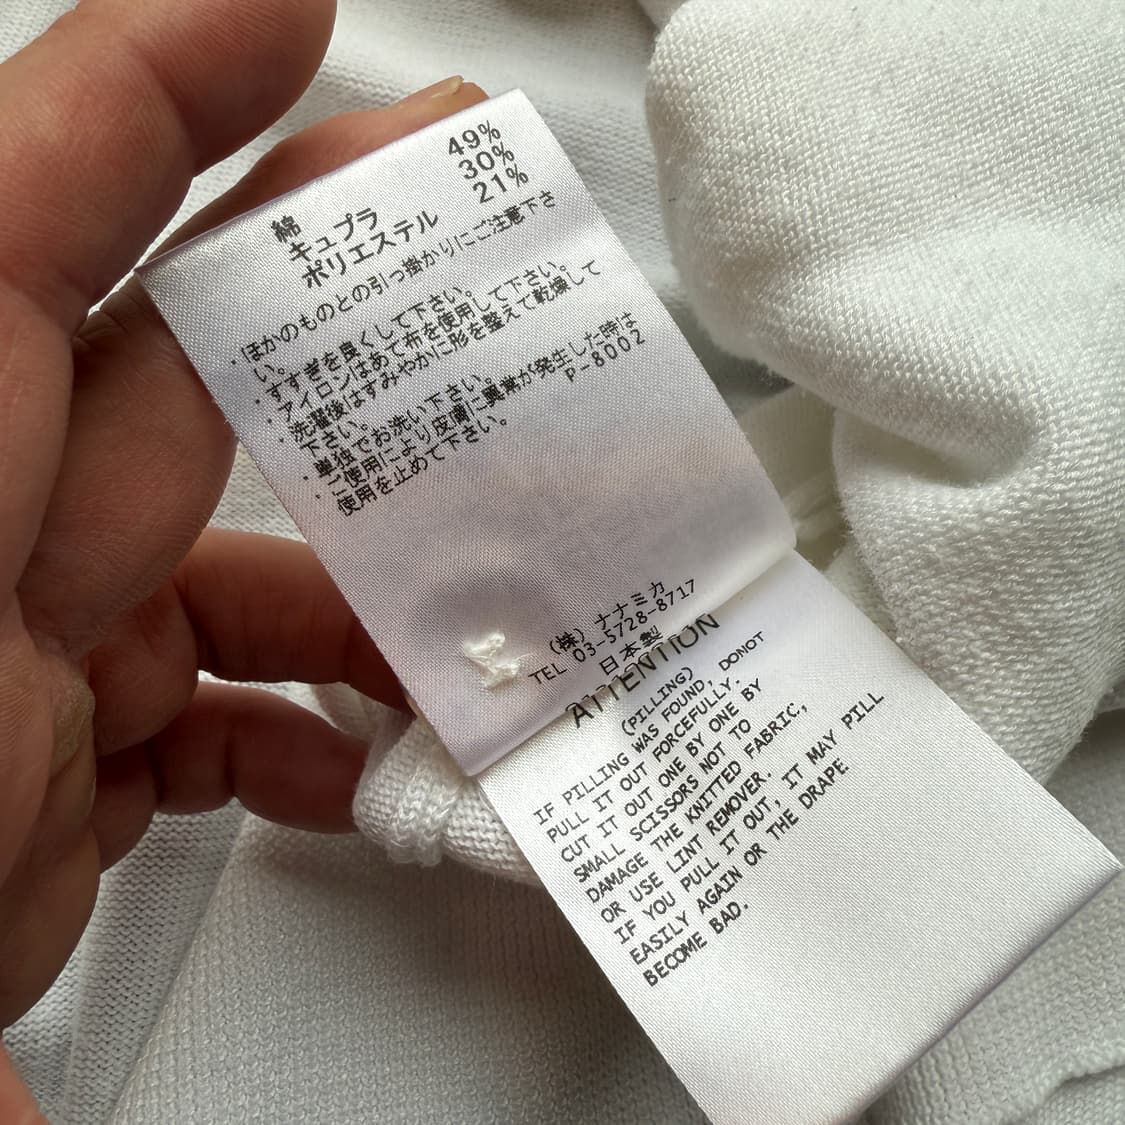 綿 49%
キュプラ 30%
ポリエステル 21%
・ほかのものとの引っ掛かりにご注意下さ
い。
・すすぎを良くして下さい。
・アイロンはあて布を使用して下さい。
・洗濯後はすみやかに形を整えて乾燥して
下さい。
・単独でお洗い下さい。
・ご使用により皮膚に異常が発生した時は
使用を止めて下さい。
P-8002
(株) ナナミカ
TEL 03-5728-8717
日本製
ATTENTION
(PILLING)
IF PILLING WAS FOUND, DONOT
PULL IT OUT FORCEFULLY.
CUT IT OUT ONE BY ONE BY
SMALL SCISSORS NOT TO
DAMAGE THE KNITTED FABRIC,
OR USE LINT REMOVER.
IF YOU PULL IT OUT, IT MAY PILL
EASILY AGAIN OR THE DRAPE
BECOME BAD.